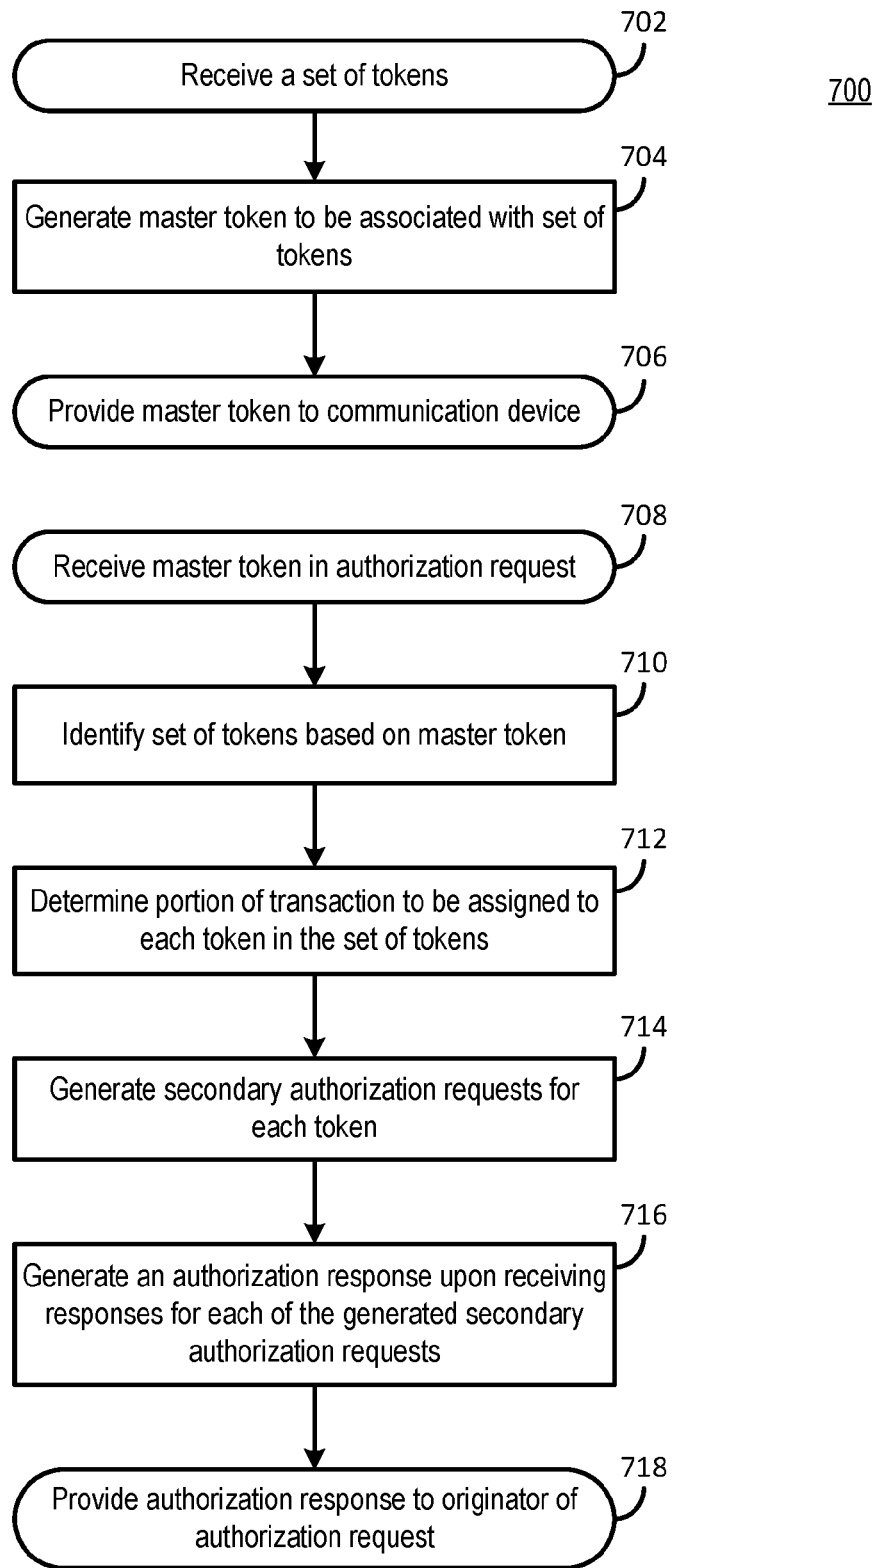 702
Receive a set of tokens
700
704
Generate master token to be associated with set of
tokens
706
Provide master token to communication device
708
Receive master token in authorization request
710
Identify set of tokens based on master token
712
Determine portion of transaction to be assigned to
each token in the set of tokens
714
Generate secondary authorization requests for
each token
716
Generate an authorization response upon receiving
responses for each of the generated secondary
authorization requests
718
Provide authorization response to originator of
authorization request